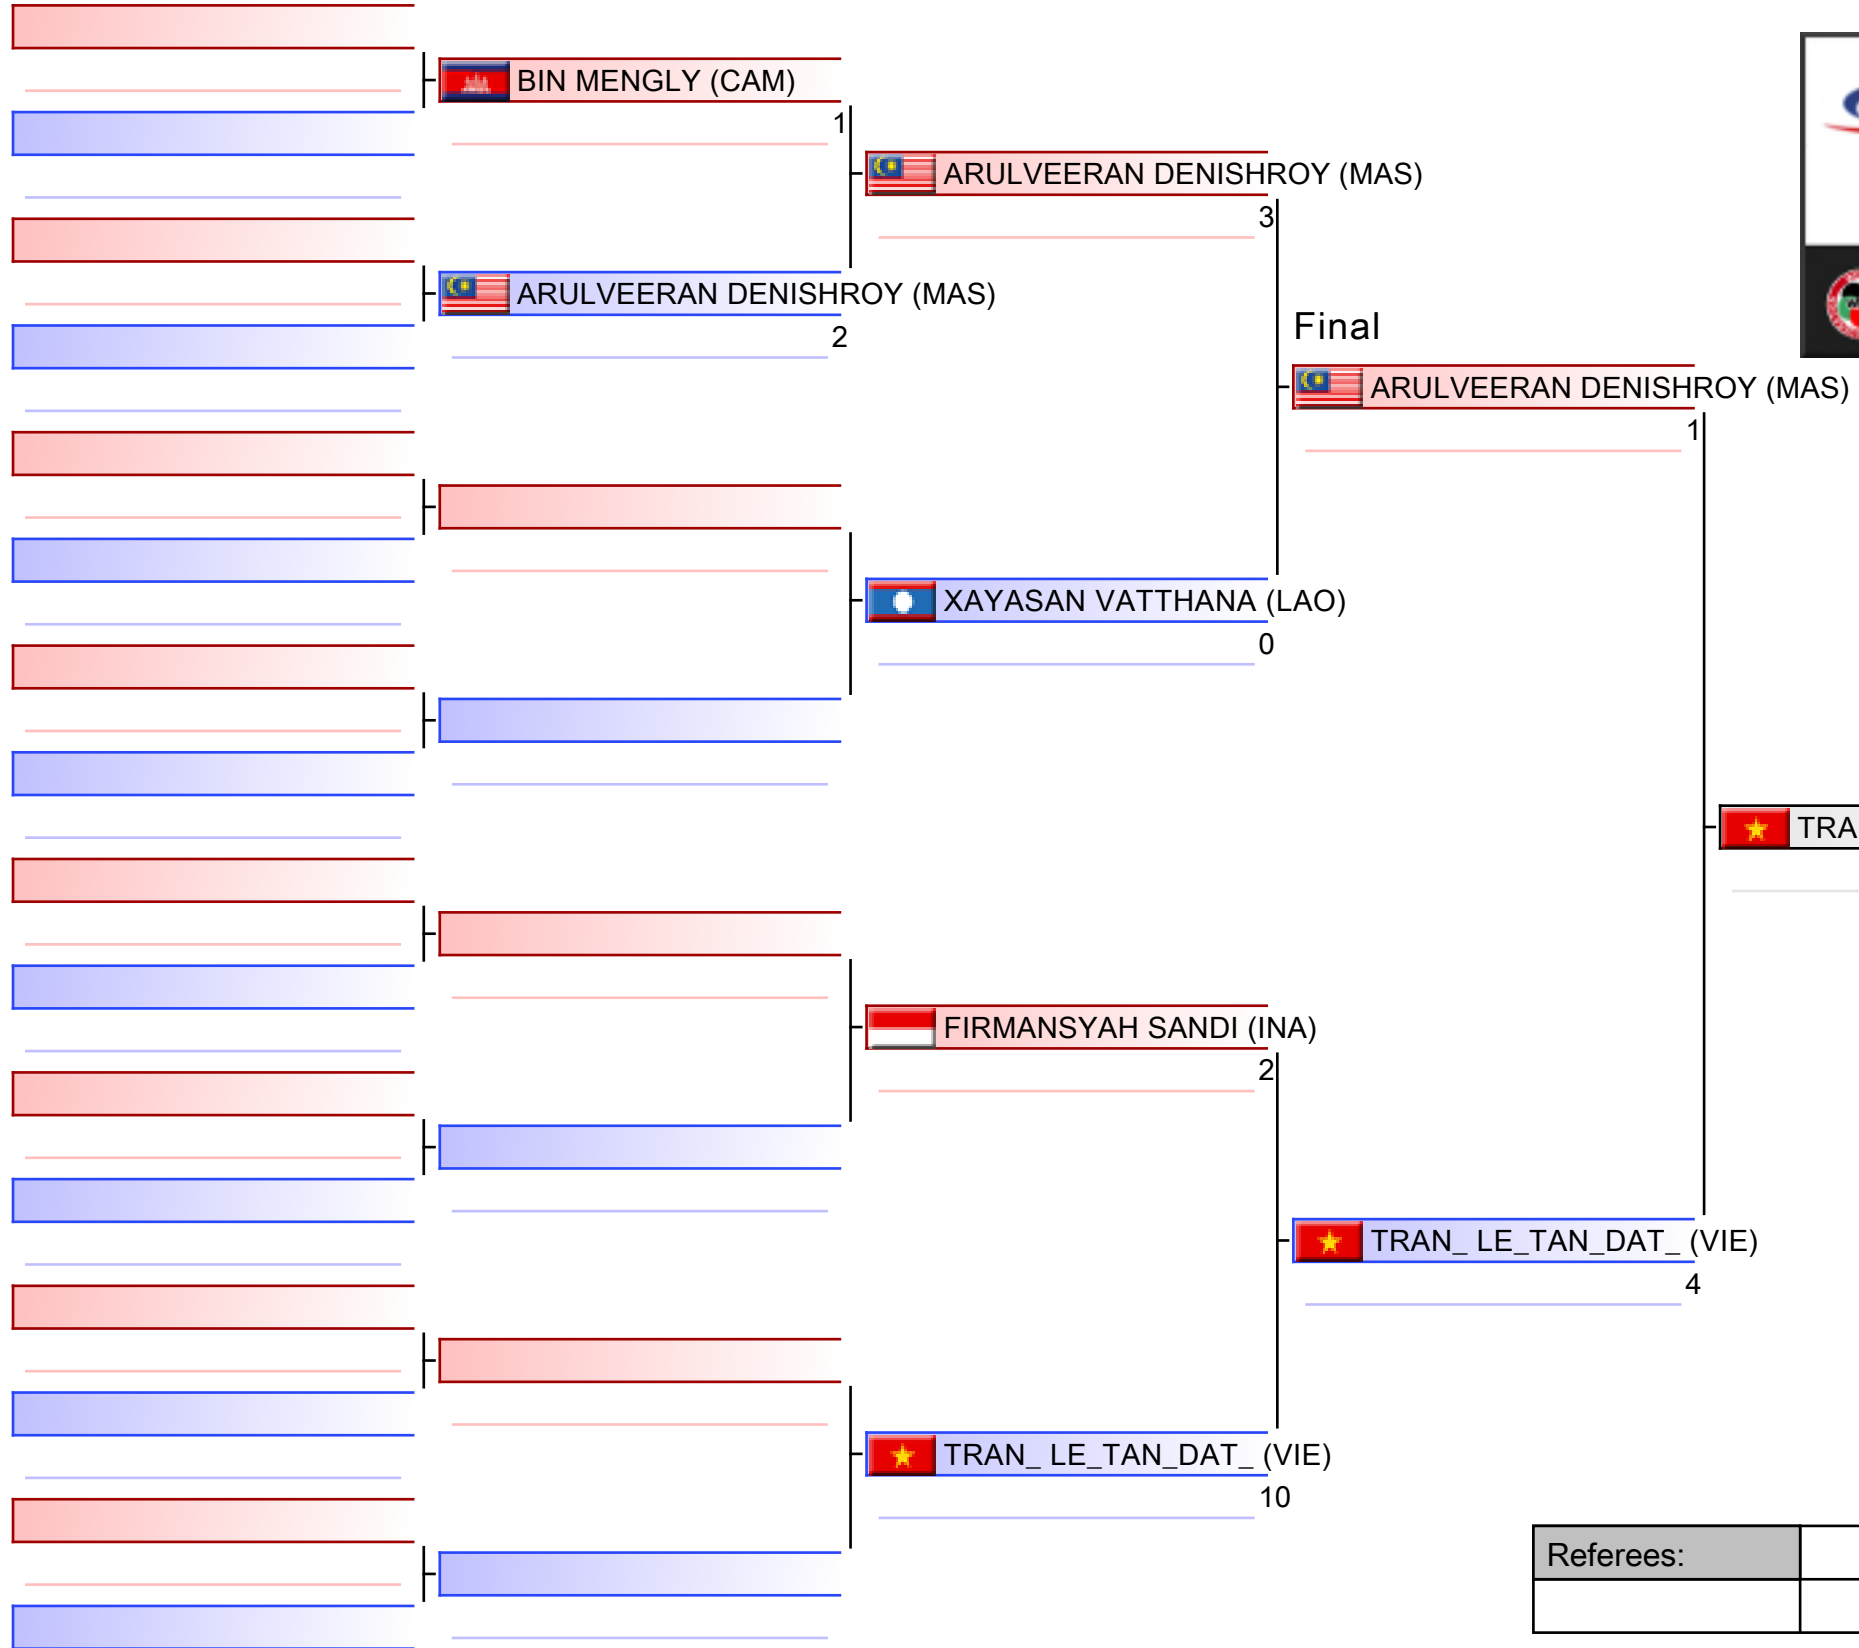 BIN MENGLY (CAM)
1
ARULVEERAN DENISHROY (MAS)
3
ARULVEERAN DENISHROY (MAS)
2
Final
ARULVEERAN DENISHROY (MAS)
1
XAYASAN VATTHANA (LAO)
0
TRA
FIRMANSYAH SANDI (INA)
2
TRAN_ LE_TAN_DAT_ (VIE)
4
TRAN_ LE_TAN_DAT_ (VIE)
10
Referees: